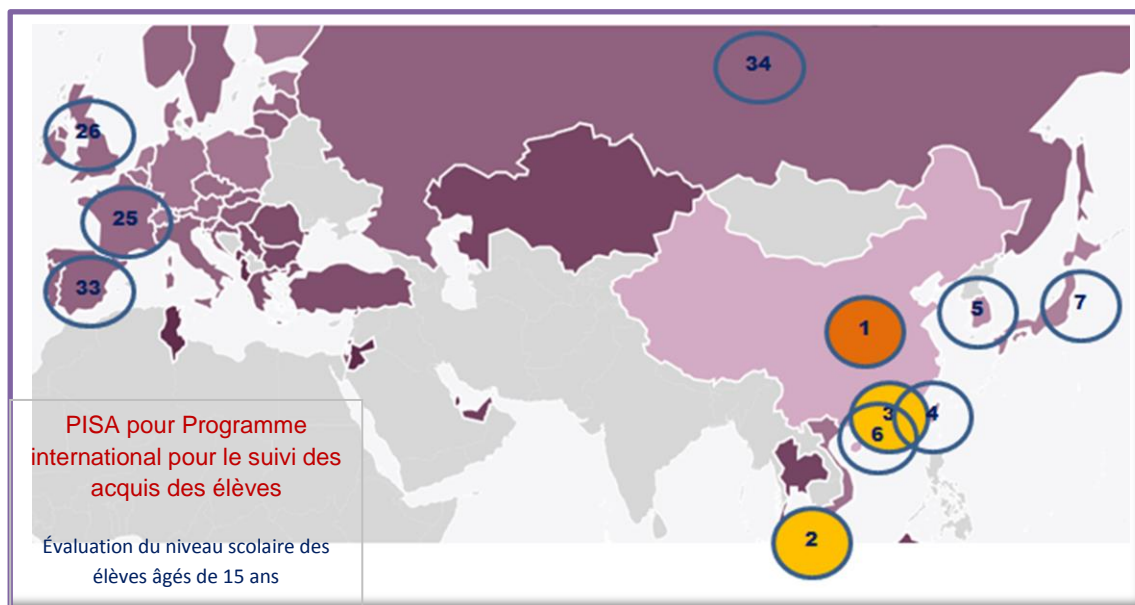 34
26
25
33
1
5
7
3
4
6
2
PISA pour Programme
international pour le suivi des
acquis des élèves
Évaluation du niveau scolaire des
élèves âgés de 15 ans